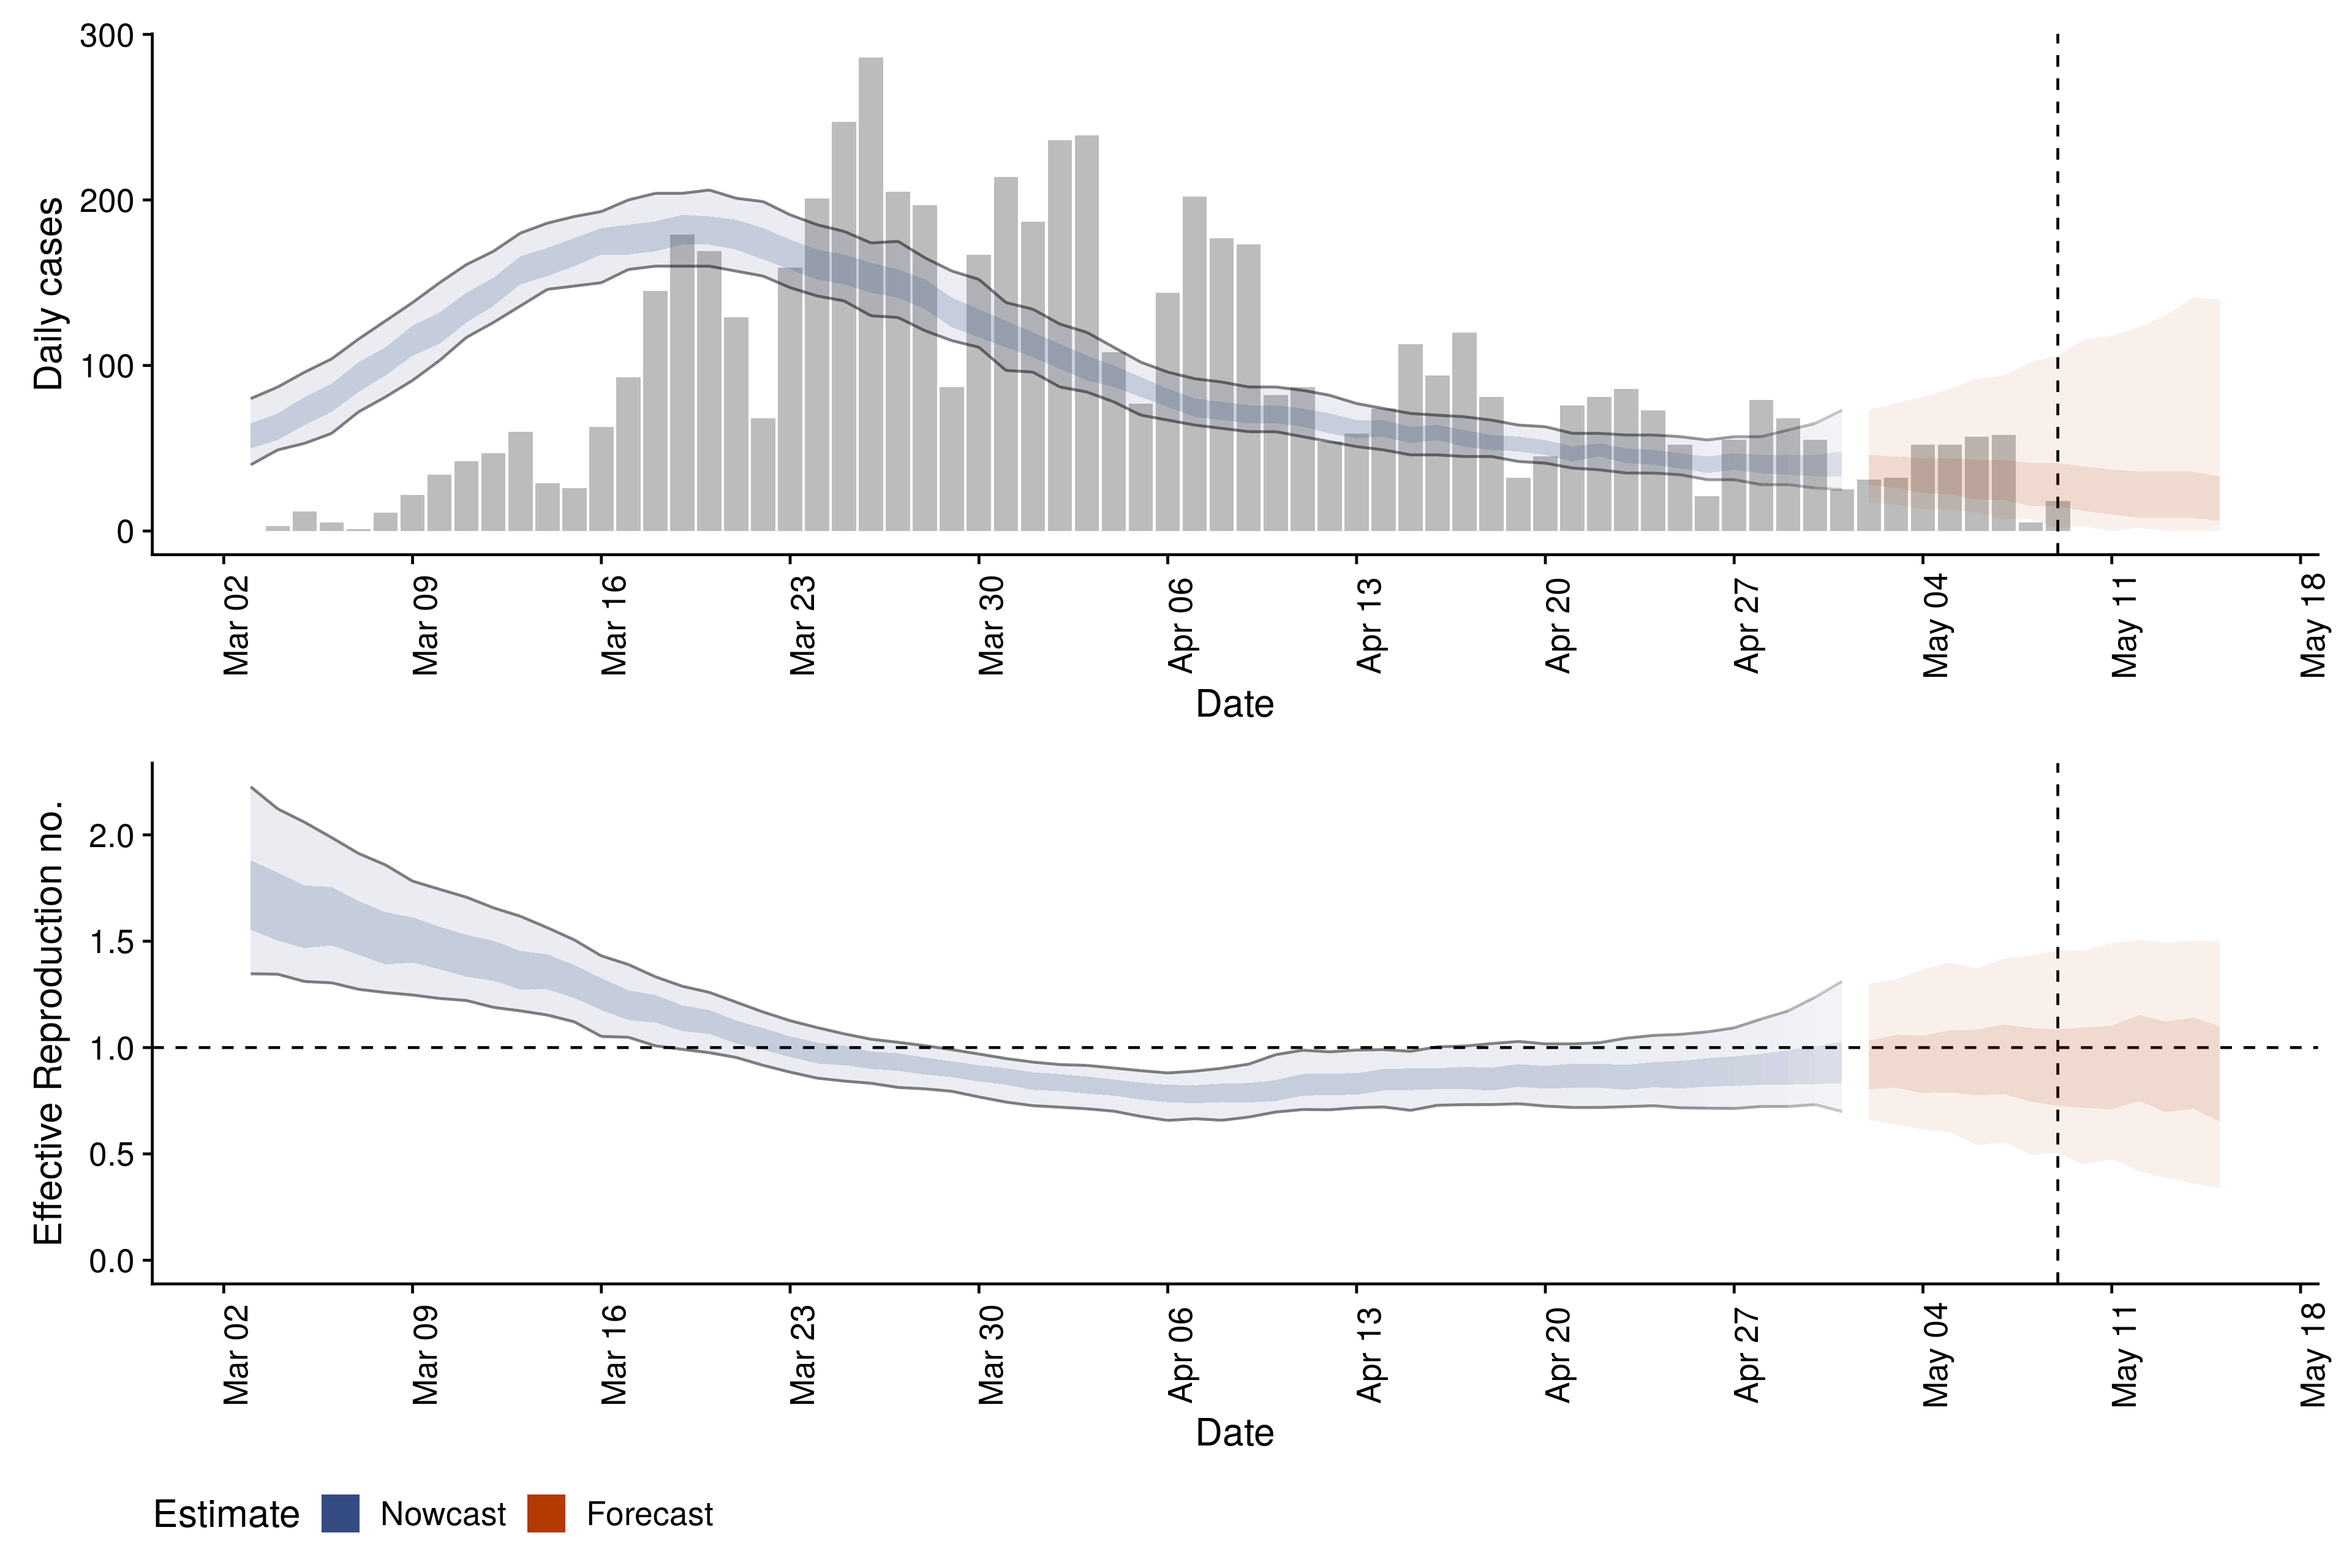 Daily cases
300
200
100
0
Mar 02
Mar 09
Mar 16
Mar 23
Mar 30
Apr 06
Apr 13
Apr 20
Apr 27
May 04
May 11
May 18
Date
Effective Reproduction no.
2.0
1.5
1.0
0.5
0.0
Mar 02
Mar 09
Mar 16
Mar 23
Mar 30
Apr 06
Apr 13
Apr 20
Apr 27
May 04
May 11
May 18
Date
Estimate Nowcast Forecast